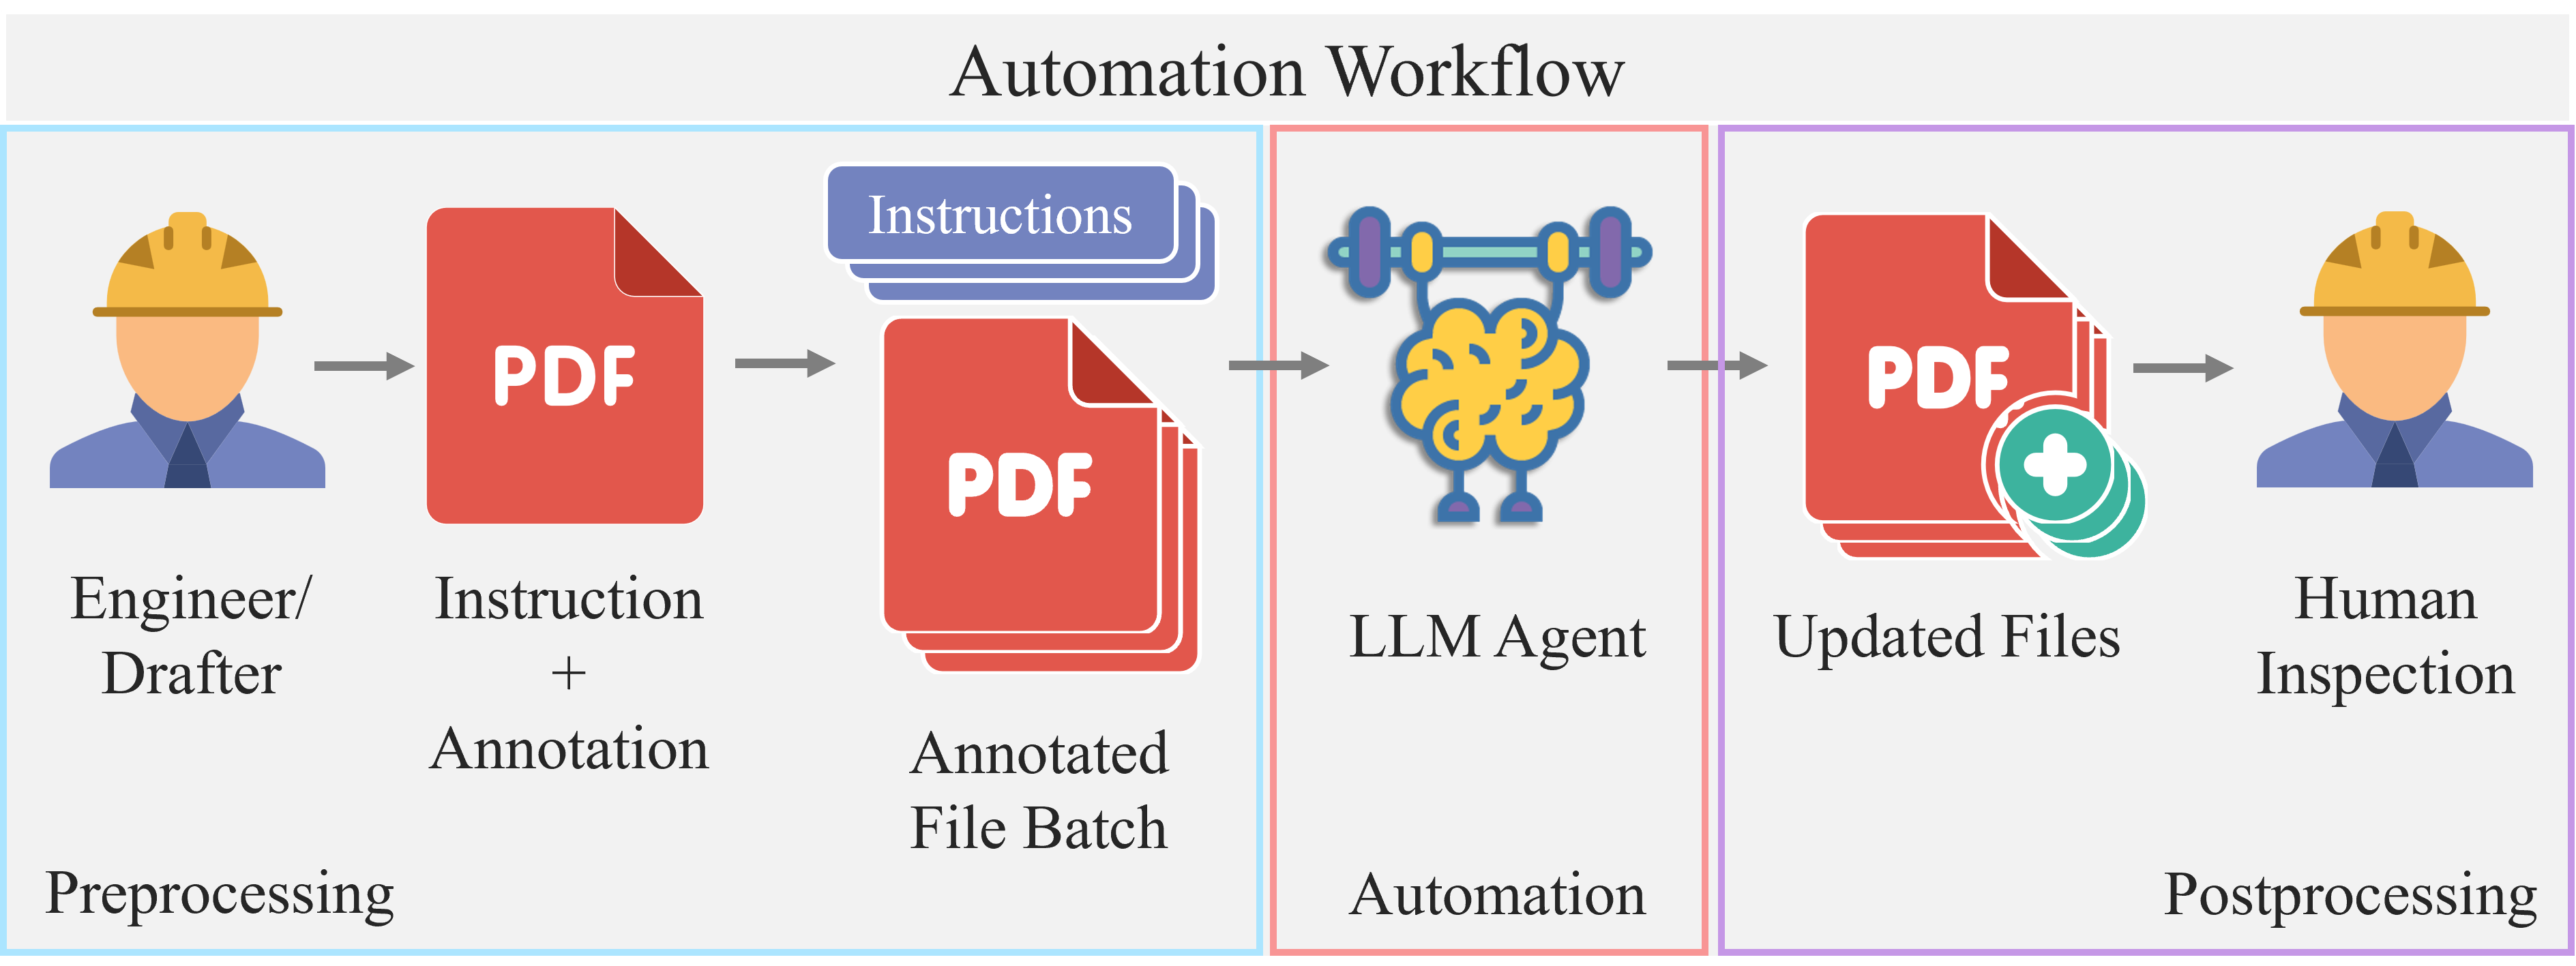 Automation Workflow
Instructions
PDF
PDF
PDF
Engineer/
Drafter
Instruction
+
Annotation
Annotated
File Batch
LLM Agent
Updated Files
Human
Inspection
Preprocessing
Automation
Postprocessing